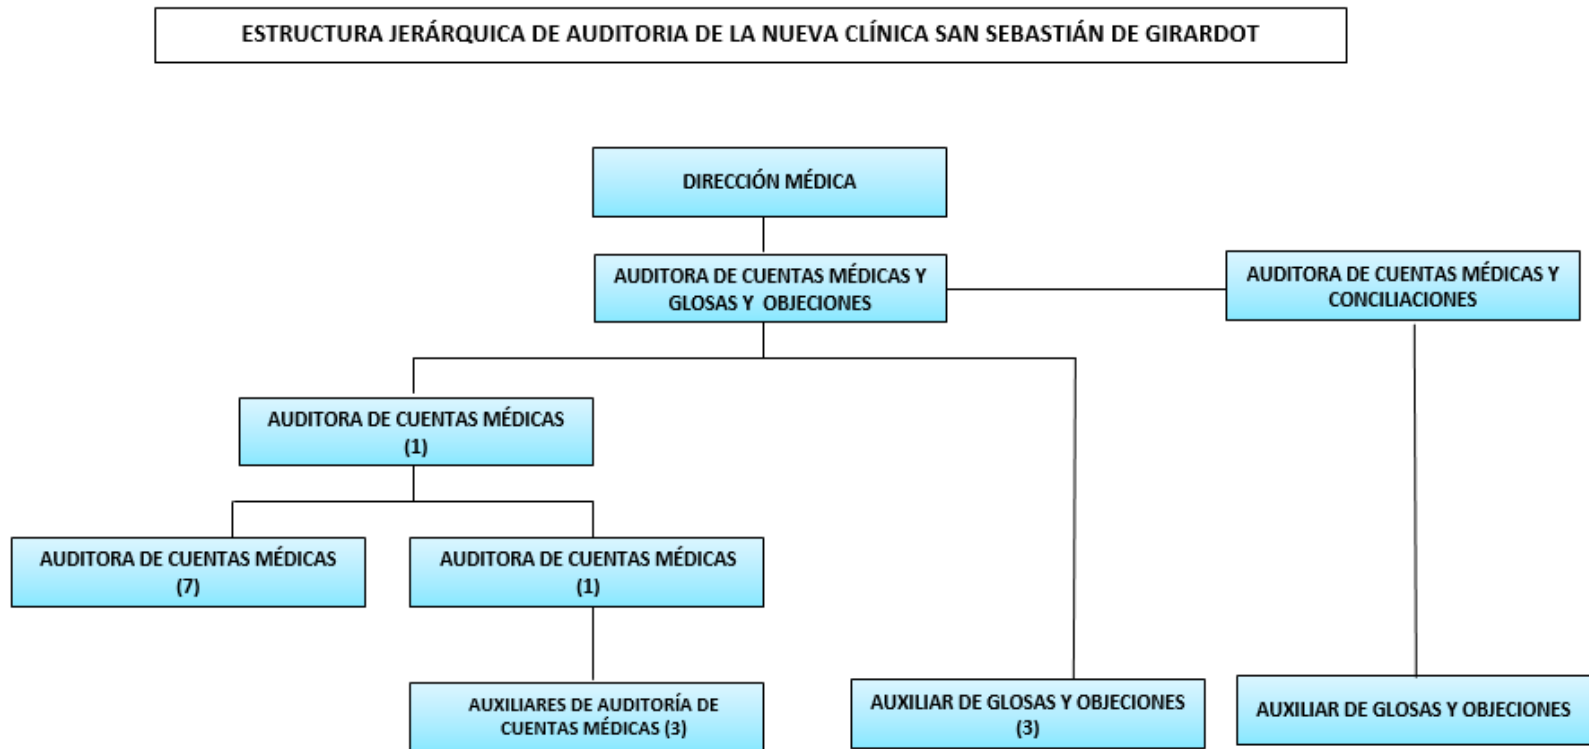 ESTRUCTURA JERÁRQUICA DE AUDITORIA DE LA NUEVA CLÍNICA SAN SEBASTIÁN DE GIRARDOT
DIRECCIÓN MÉDICA
AUDITORA DE CUENTAS MÉDICAS Y
GLOSAS Y OBJECIONES
AUDITORA DE CUENTAS MÉDICAS Y
CONCILIACIONES
AUDITORA DE CUENTAS MÉDICAS
(1)
AUDITORA DE CUENTAS MÉDICAS
(7)
AUDITORA DE CUENTAS MÉDICAS
(1)
AUXILIARES DE AUDITORÍA DE
CUENTAS MÉDICAS (3)
AUXILIAR DE GLOSAS Y OBJECIONES
(3)
AUXILIAR DE GLOSAS Y OBJECIONES